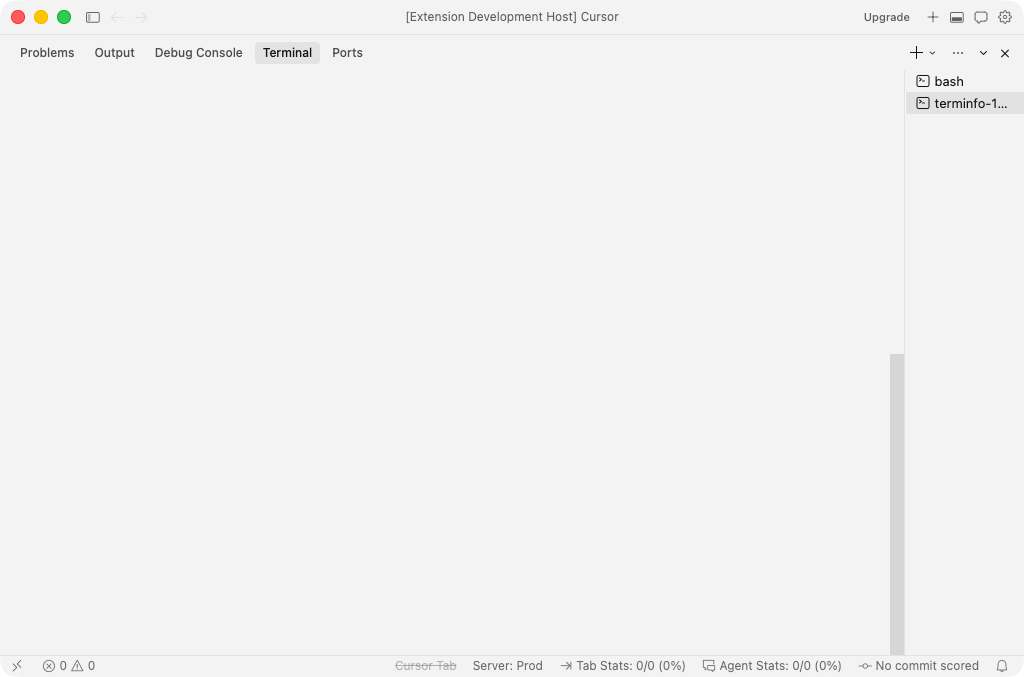 [Extension Development Host] Cursor
Upgrade
Problems Output Debug Console Terminal Ports
bash
terminfo-1...
0 0 Cursor Tab Server: Prod Tab Stats: 0/0 (0%) Agent Stats: 0/0 (0%) No commit scored